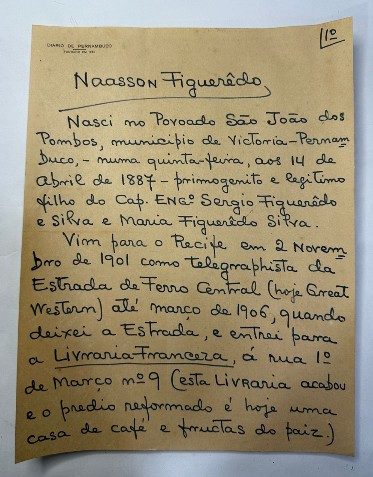 1º
DIARIO DE PERNAMBUCO
Naasson Figuerêdo,
Nasci no Povoado São João dos
Pombos, municipio de Victoria-Pernam
buco, - numa quinta-feira, aos 14 de
abril de 1887 - primogenito e legitimo
filho do Cap. Engº Sergio Figuerêdo
e Silva e Maria Figuerêdo Silva.
Vim para o Recife em 2 Novem
bro de 1901 como telegraphista da
Estrada de Ferro Central (hoje Great
Western) até março de 1906, quando
deixei a Estrada, e entrei para
a Livraria Franceza, á rua 1º
de Março nº 9 (esta Livraria acabou
e o predio reformado é hoje uma
casa de café e fructas do paiz.)